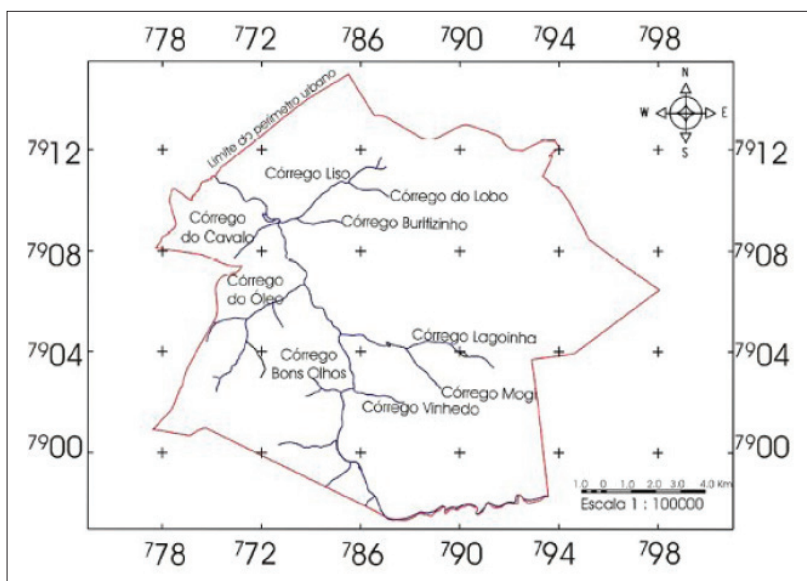 778 772 786 790 794 798
N
W E
S
Limite do perímetro urbano
7912 7912
Córrego Liso
Córrego do Lobo
Córrego
do Cavalo
Córrego Buritizinho
7908 7908
Córrego
do Óleo
Córrego Lagoinha
7904 7904
Córrego
Bons Olhos
Córrego Mogi
Córrego Vinhedo
7900 7900
1.0 0 1.0 2.0 3.0 4.0 Km
Escala 1 : 100000
778 772 786 790 794 798